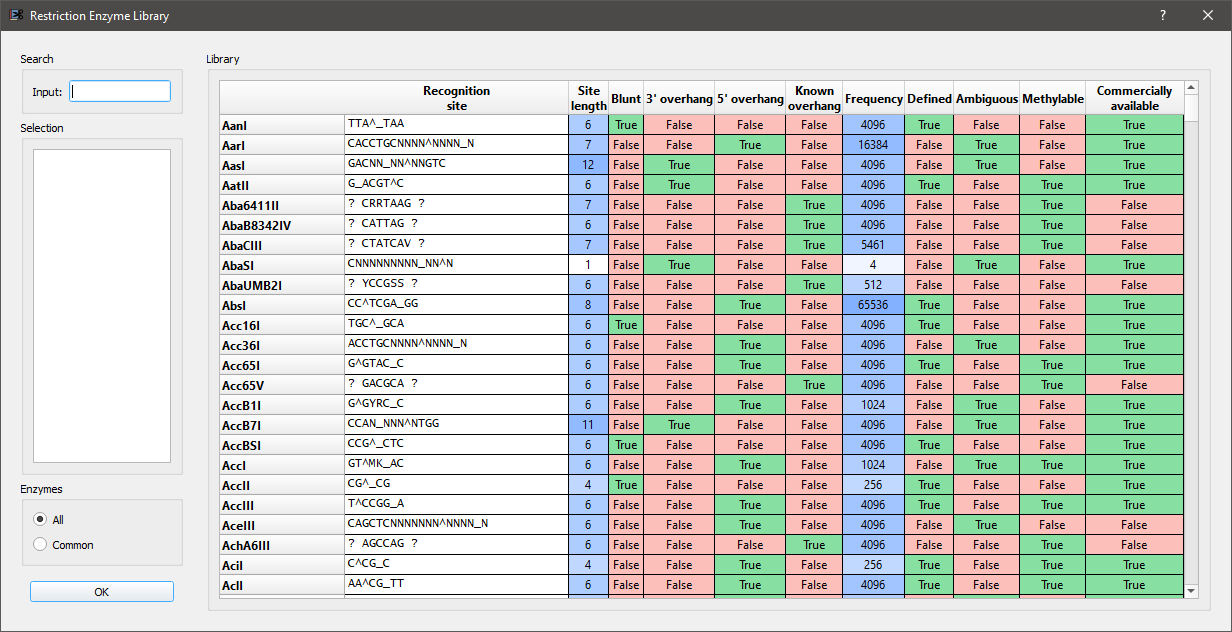 Restriction Enzyme Library
?
Search
Input:
Selection
Enzymes
All
Common
OK
Library
Recognition site Site length Blunt 3' overhang 5' overhang Known overhang Frequency Defined Ambiguous Methylable Commercially available
AanI TTA^_TAA 6 True False False False 4096 True False False True
AarI CACCTGCNNNN^NNNN_N 7 False False True False 16384 False True False True
AasI GACNN_NN^NNGTC 12 False True False False 4096 False True False True
AatII G_ACGT^C 6 False True False False 4096 True False True True
Aba6411II ? CRRTAAG ? 7 False False False True 4096 False False True False
AbaB8342IV ? CATTAG ? 6 False False False True 4096 False False True False
AbaCIII ? CTATCAV ? 7 False False False True 5461 False False True False
AbaSI CNNNNNNNNN_NN^N 1 False True False False 4 False True False True
AbaUMB2I ? YCCGSS ? 6 False False False True 512 False False False False
AbsI CC^TCGA_GG 8 False False True False 65536 True False False True
Acc16I TGC^_GCA 6 True False False False 4096 True False False True
Acc36I ACCTGCNNNN^NNNN_N 6 False False True False 4096 False True False True
Acc65I G^GTAC_C 6 False False True False 4096 True False True True
Acc65V ? GACGCA ? 6 False False False True 4096 False False True False
AccB1I G^GYRC_C 6 False False True False 1024 False True False True
AccB7I CCAN_NNN^NTGG 11 False True False False 4096 False True False True
AccBSI CCG^_CTC 6 True False False False 4096 True False False True
AccI GT^MK_AC 6 False False True False 1024 False True True True
AccII CG^_CG 4 True False False False 256 True False False True
AccIII T^CCGG_A 6 False False True False 4096 True False True True
AceIII CAGCTCNNNNNNN^NNNN_N 6 False False True False 4096 False True False False
AchA6III ? AGCCAG ? 6 False False False True 4096 False False True False
AciI C^CG_C 4 False False True False 256 True False True True
AclI AA^CG_TT 6 False False True False 4096 True False True True